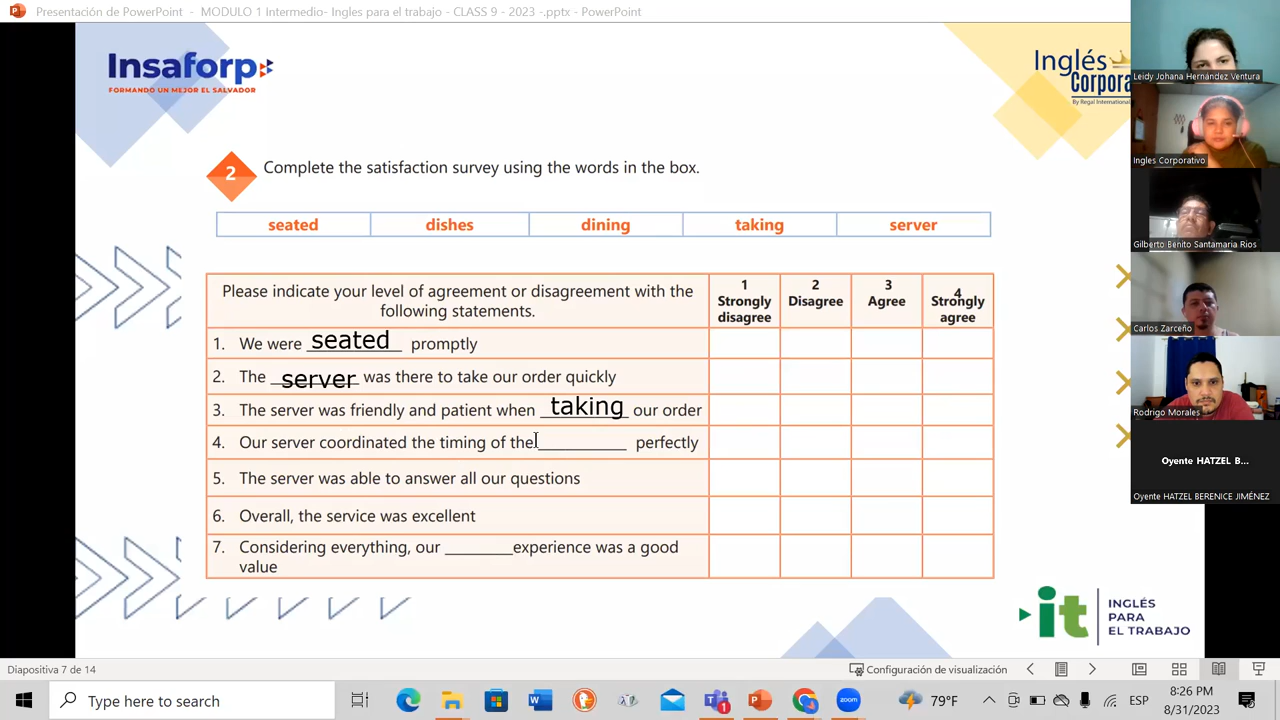 Presentación de PowerPoint - MODULO 1 Intermedio- Ingles para el trabajo - CLASS 9 - 2023 -.pptx - PowerPoint
Insaforp
FORMANDO UN MEJOR EL SALVADOR
Inglés
Corpora
By Regal International
2 Complete the satisfaction survey using the words in the box.
seated dishes dining taking server
Please indicate your level of agreement or disagreement with the following statements.
1 Strongly disagree
2 Disagree
3 Agree
4 Strongly agree
1. We were seated promptly
2. The server was there to take our order quickly
3. The server was friendly and patient when taking our order
4. Our server coordinated the timing of the ________ perfectly
5. The server was able to answer all our questions
6. Overall, the service was excellent
7. Considering everything, our ________experience was a good
value
it
INGLÉS
PARA
EL TRABAJO
Leidy Johana Hernández Ventura
Ingles Corporativo
Gilberto Benito Santamaria Rios
Carlos Zarceño
Rodrigo Morales
Oyente HATZEL B...
Oyente HATZEL BERENICE JIMÉNEZ
Diapositiva 7 de 14
Configuración de visualización
Type here to search
1
zoom
79°F
ESP
8:26 PM
8/31/2023